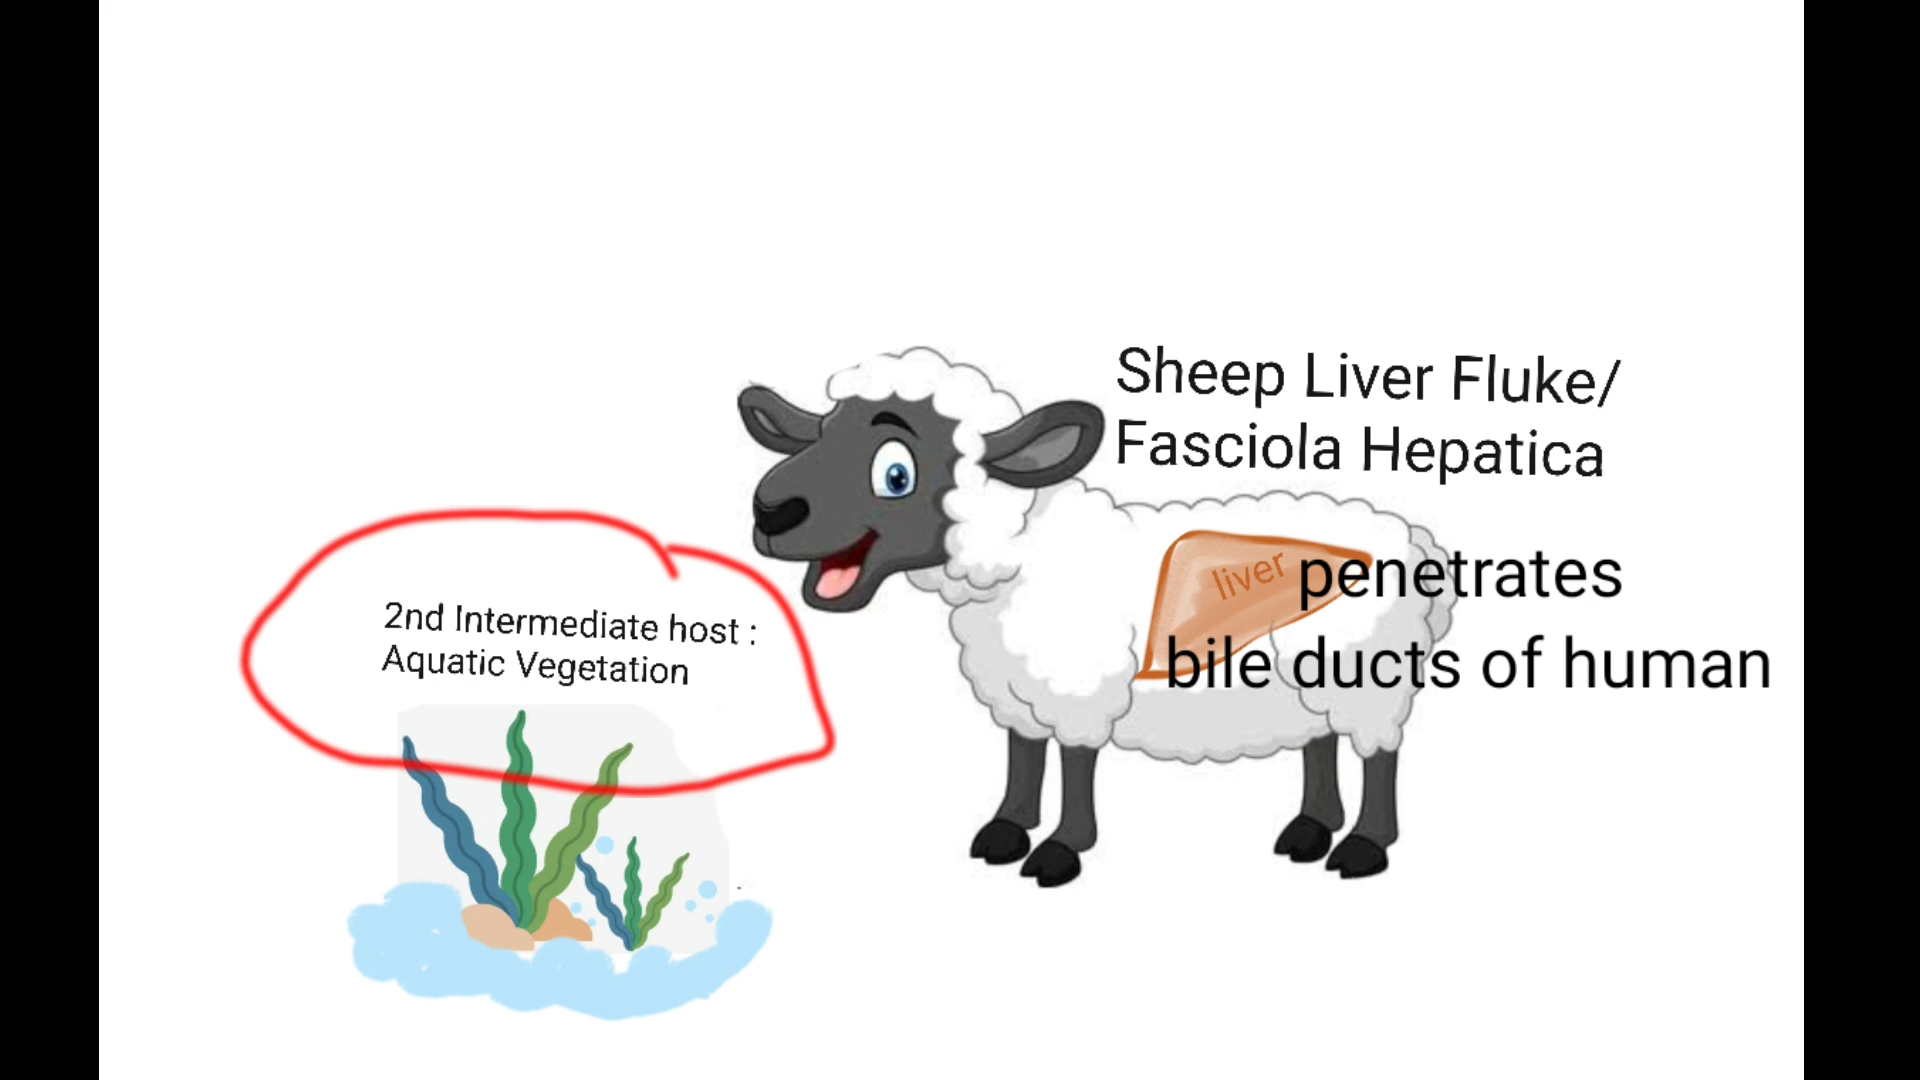 Sheep Liver Fluke/
Fasciola Hepatica
liver
penetrates
bile ducts of human
2nd Intermediate host :
Aquatic Vegetation